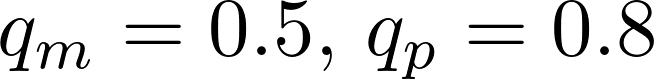 $q_m = 0.5, q_p = 0.8$